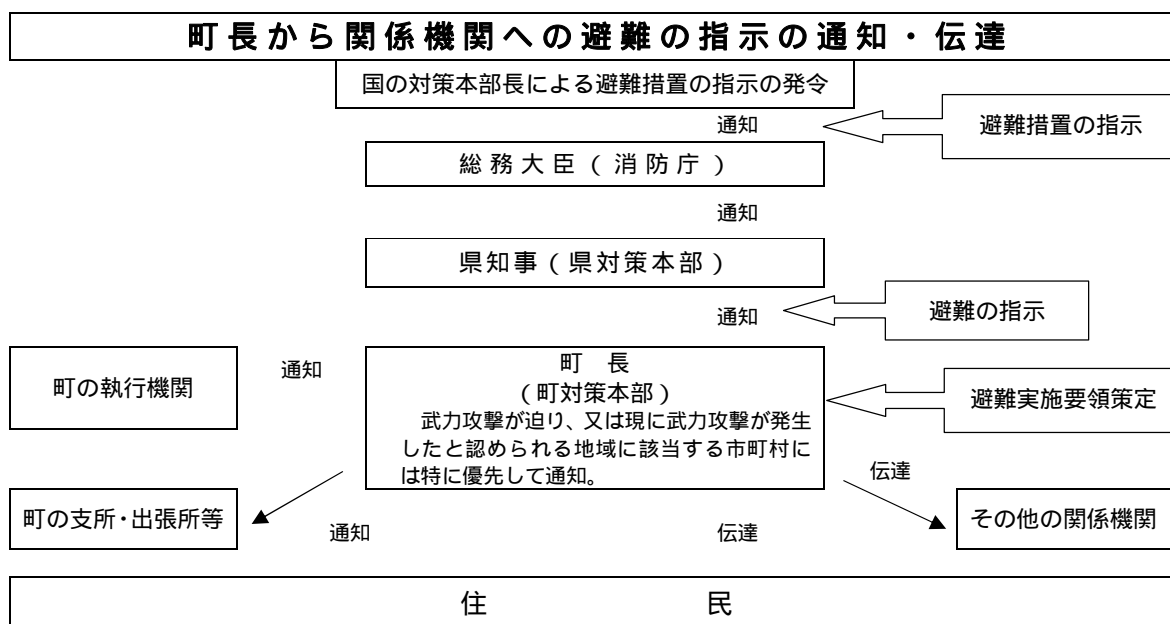 町長から関係機関への避難の指示の通知・伝達
国の対策本部長による避難措置の指示の発令
通知
避難措置の指示
総務大臣（消防庁）
通知
県知事（県対策本部）
通知
避難の指示
町の執行機関
通知
町　長
（町対策本部）
武力攻撃が迫り、又は現に武力攻撃が発生
したと認められる地域に該当する市町村に
は特に優先して通知。
避難実施要領策定
伝達
町の支所・出張所等
通知
伝達
その他の関係機関
住　民